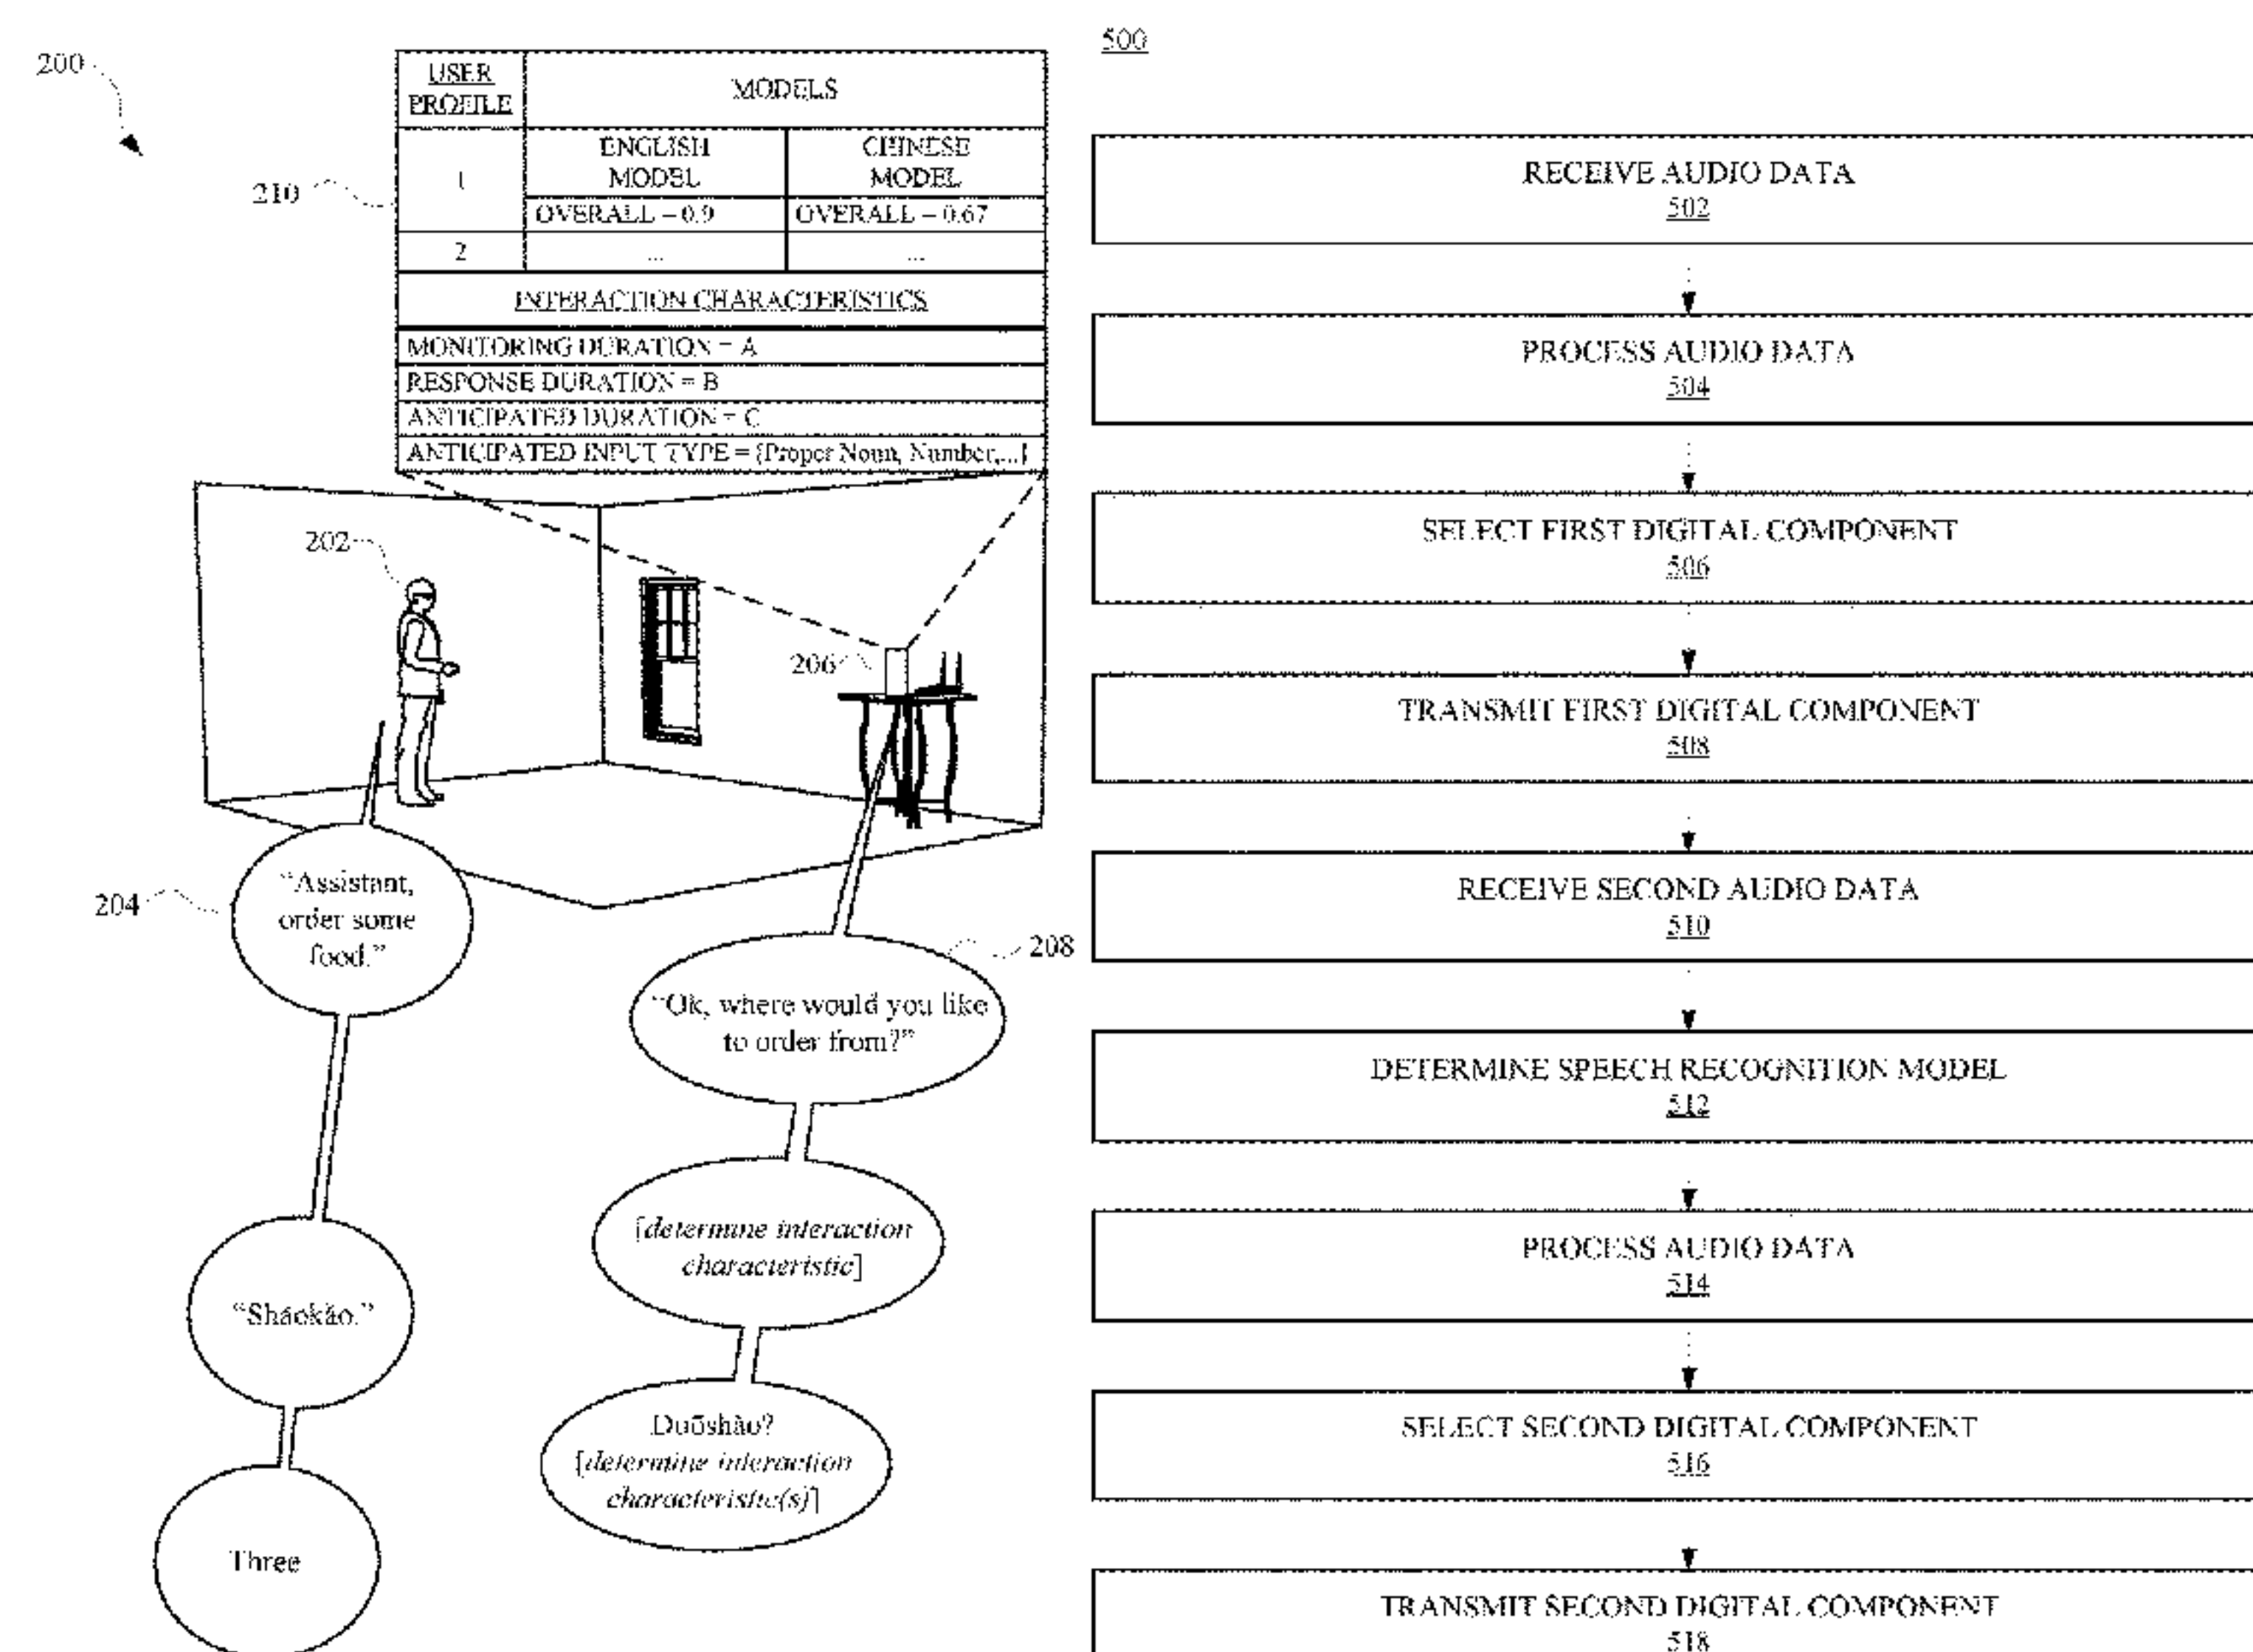 200
USER
PROFILE
MODELS
210
1
ENGLISH
MODEL
CHINESE
MODEL
OVERALL – 0.9
OVERALL – 0.67
2
...
...
INTERACTION CHARACTERISTICS
MONITORING DURATION = A
RESPONSE DURATION = B
ANTICIPATED DURATION = C
ANTICIPATED INPUT TYPE = {Proper Noun, Number,...}
202
206
204
“Assistant,
order some
food.”
208
“Ok, where would you like
to order from?”
[determine interaction
characteristic]
“Shāokǎo.”
Duōshào?
[determine interaction
characteristic(s)]
Three
500
RECEIVE AUDIO DATA
502
PROCESS AUDIO DATA
504
SELECT FIRST DIGITAL COMPONENT
506
TRANSMIT FIRST DIGITAL COMPONENT
508
RECEIVE SECOND AUDIO DATA
510
DETERMINE SPEECH RECOGNITION MODEL
512
PROCESS AUDIO DATA
514
SELECT SECOND DIGITAL COMPONENT
516
TRANSMIT SECOND DIGITAL COMPONENT
518